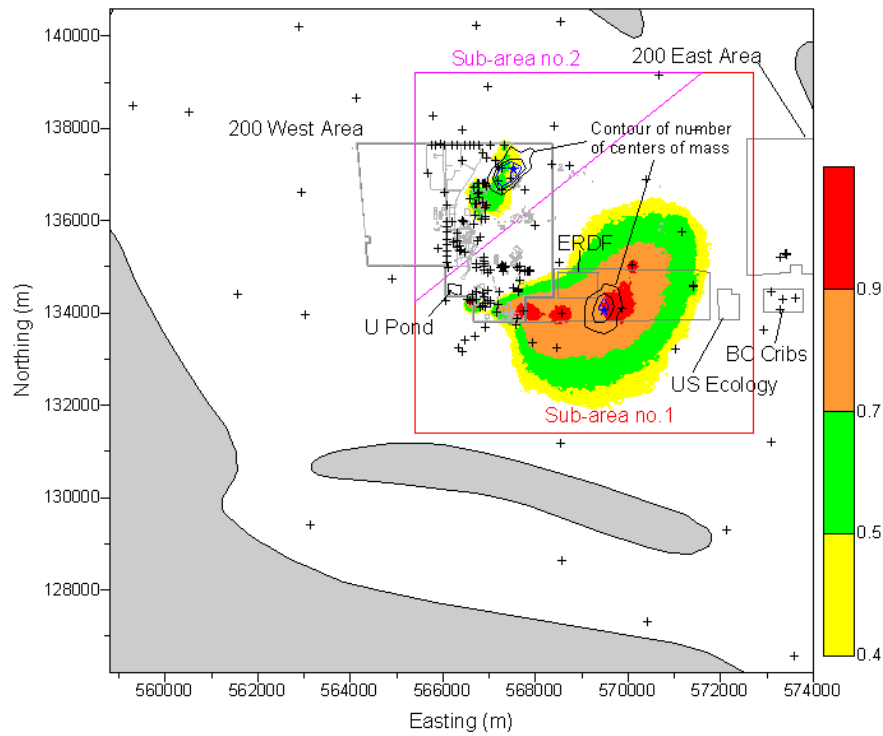 140000
138000
136000
134000
132000
130000
128000
Northing (m)
Sub-area no.2
200 East Area
200 West Area
Contour of number
of centers of mass
ERDF
U Pond
BC Cribs
US Ecology
Sub-area no.1
0.9
0.7
0.5
0.4
560000
562000
564000
566000
568000
570000
572000
574000
Easting (m)